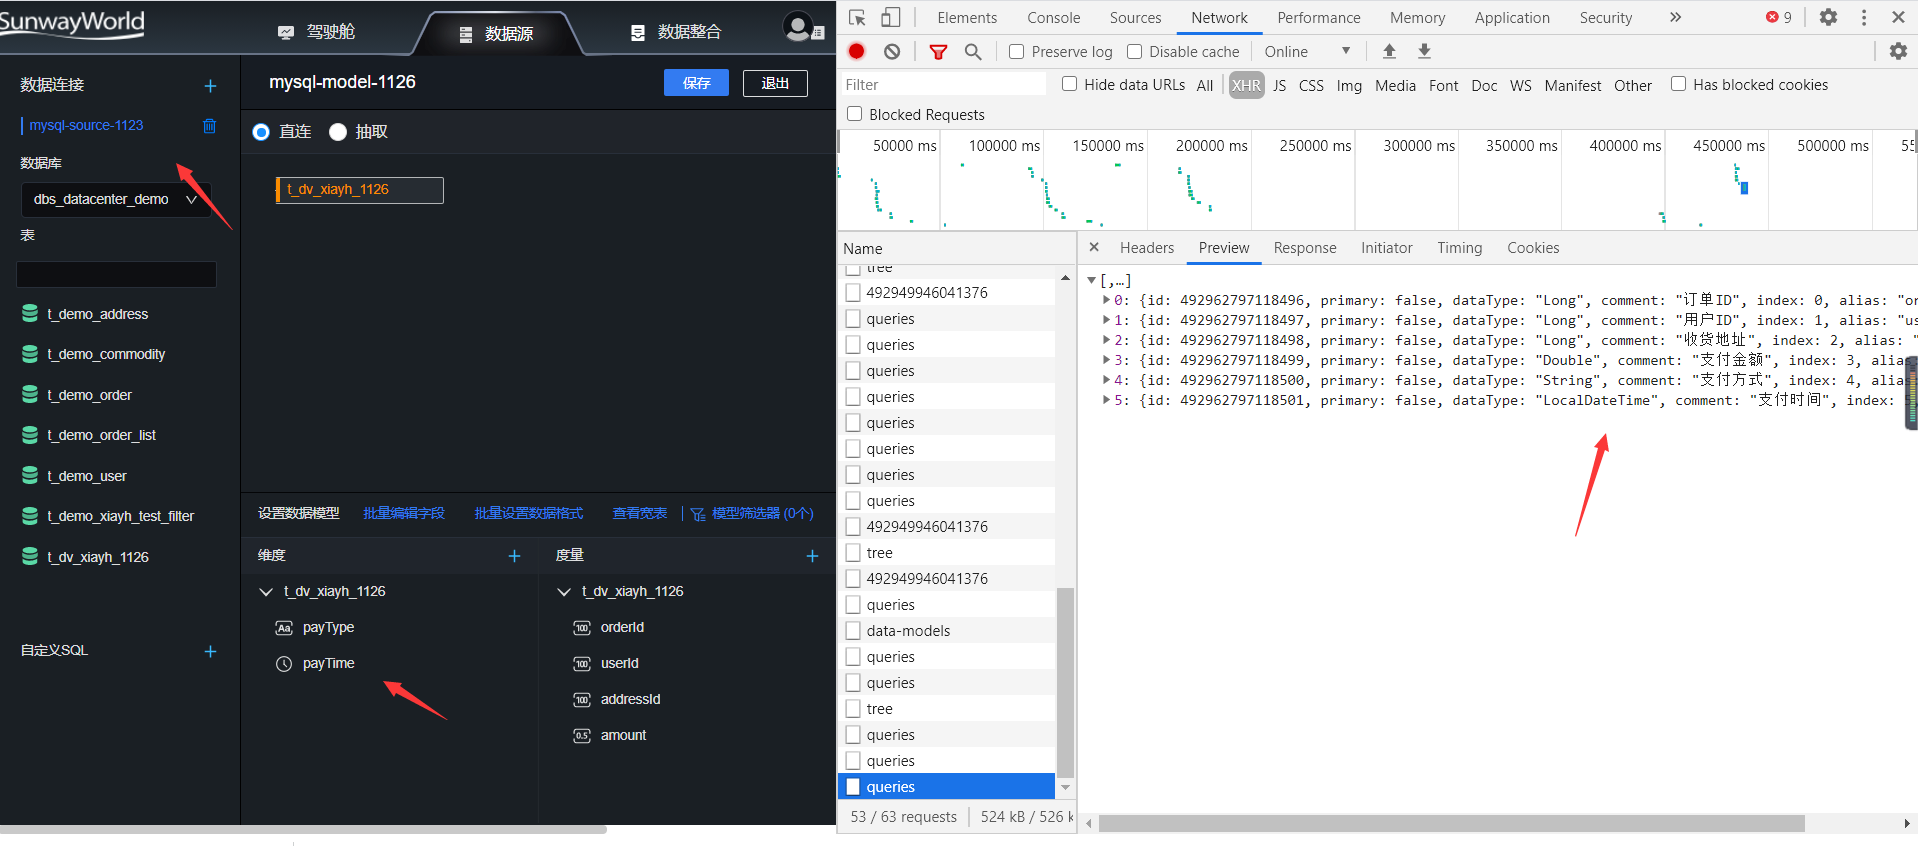 SunwayWorld
驾驶舱
数据源
数据整合
数据连接
mysql-source-1123
数据库
dbs_datacenter_demo
表
t_demo_address
t_demo_commodity
t_demo_order
t_demo_order_list
t_demo_user
t_demo_xiayh_test_filter
t_dv_xiayh_1126
自定义SQL
mysql-model-1126
保存
退出
直连
抽取
t_dv_xiayh_1126
设置数据模型
批量编辑字段
批量设置数据格式
查看宽表
模型筛选器 (0个)
维度
t_dv_xiayh_1126
Aa payType
payTime
度量
t_dv_xiayh_1126
100 orderId
100 userId
100 addressId
0.5 amount
Elements Console Sources Network Performance Memory Application Security 9
Preserve log Disable cache Online
Filter Hide data URLs All XHR JS CSS Img Media Font Doc WS Manifest Other Has blocked cookies
Blocked Requests
50000 ms 100000 ms 150000 ms 200000 ms 250000 ms 300000 ms 350000 ms 400000 ms 450000 ms 500000 ms 55
Name
tree
492949946041376
queries
queries
queries
queries
queries
queries
queries
queries
492949946041376
tree
492949946041376
queries
data-models
queries
queries
tree
queries
queries
queries
53 / 63 requests 524 kB / 526 k
Headers Preview Response Initiator Timing Cookies
[,…]
0: {id: 492962797118496, primary: false, dataType: "Long", comment: "订单ID", index: 0, alias: "or
1: {id: 492962797118497, primary: false, dataType: "Long", comment: "用户ID", index: 1, alias: "us
2: {id: 492962797118498, primary: false, dataType: "Long", comment: "收货地址", index: 2, alias: "
3: {id: 492962797118499, primary: false, dataType: "Double", comment: "支付金额", index: 3, alias
4: {id: 492962797118500, primary: false, dataType: "String", comment: "支付方式", index: 4, alias
5: {id: 492962797118501, primary: false, dataType: "LocalDateTime", comment: "支付时间", index: